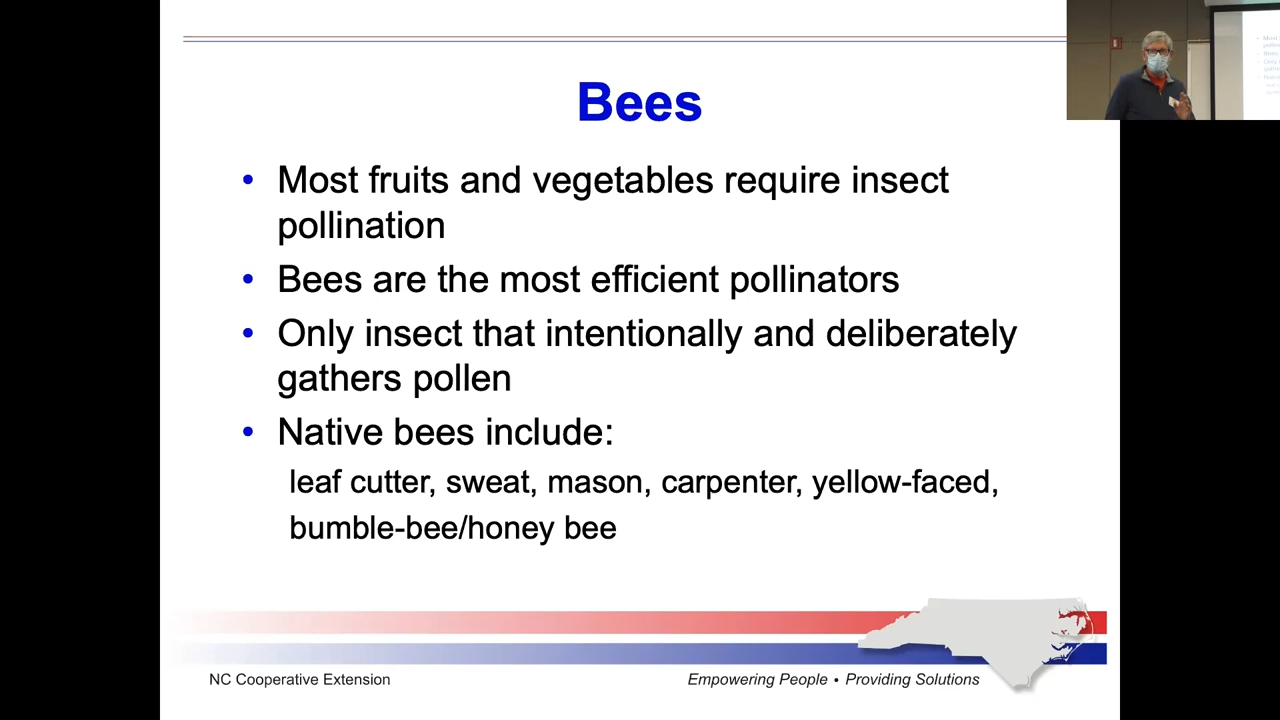 Bees
• Most fruits and vegetables require insect
pollination
• Bees are the most efficient pollinators
• Only insect that intentionally and deliberately
gathers pollen
• Native bees include:
leaf cutter, sweat, mason, carpenter, yellow-faced,
bumble-bee/honey bee
NC Cooperative Extension
Empowering People • Providing Solutions